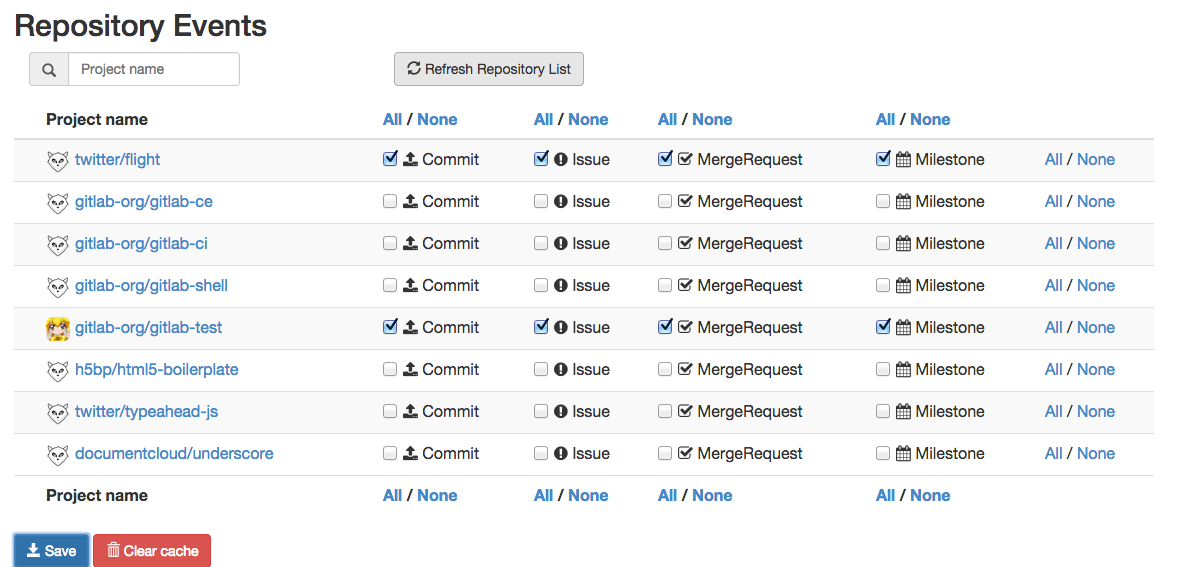 Repository Events
Project name Refresh Repository List
Project name All / None All / None All / None All / None
twitter/flight Commit Issue MergeRequest Milestone All / None
gitlab-org/gitlab-ce Commit Issue MergeRequest Milestone All / None
gitlab-org/gitlab-ci Commit Issue MergeRequest Milestone All / None
gitlab-org/gitlab-shell Commit Issue MergeRequest Milestone All / None
gitlab-org/gitlab-test Commit Issue MergeRequest Milestone All / None
h5bp/html5-boilerplate Commit Issue MergeRequest Milestone All / None
twitter/typeahead-js Commit Issue MergeRequest Milestone All / None
documentcloud/underscore Commit Issue MergeRequest Milestone All / None
Project name All / None All / None All / None All / None
Save Clear cache